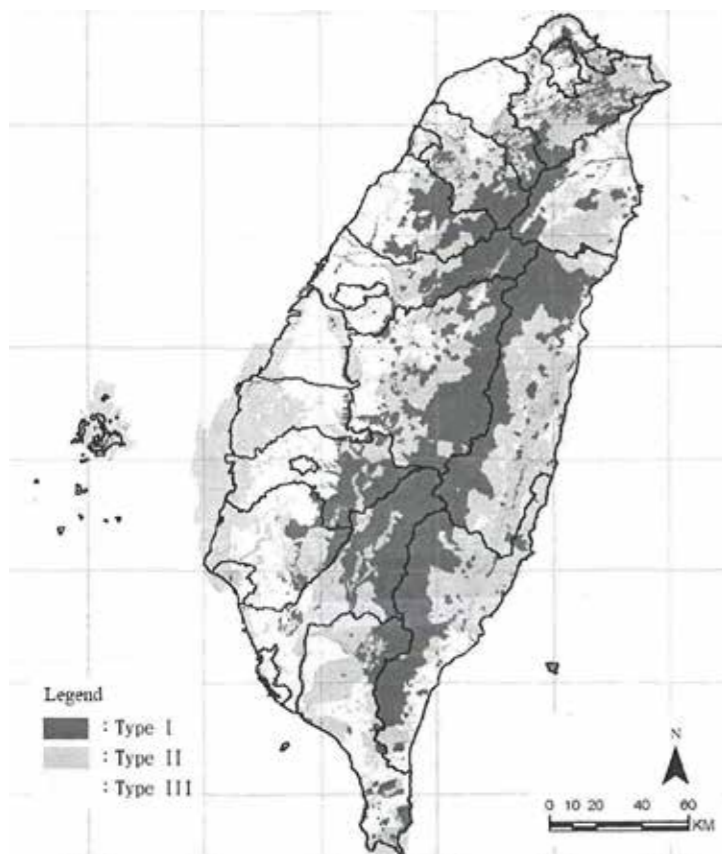 Legend
: Type I
: Type II
: Type III
N
0 10 20 40 60
KM